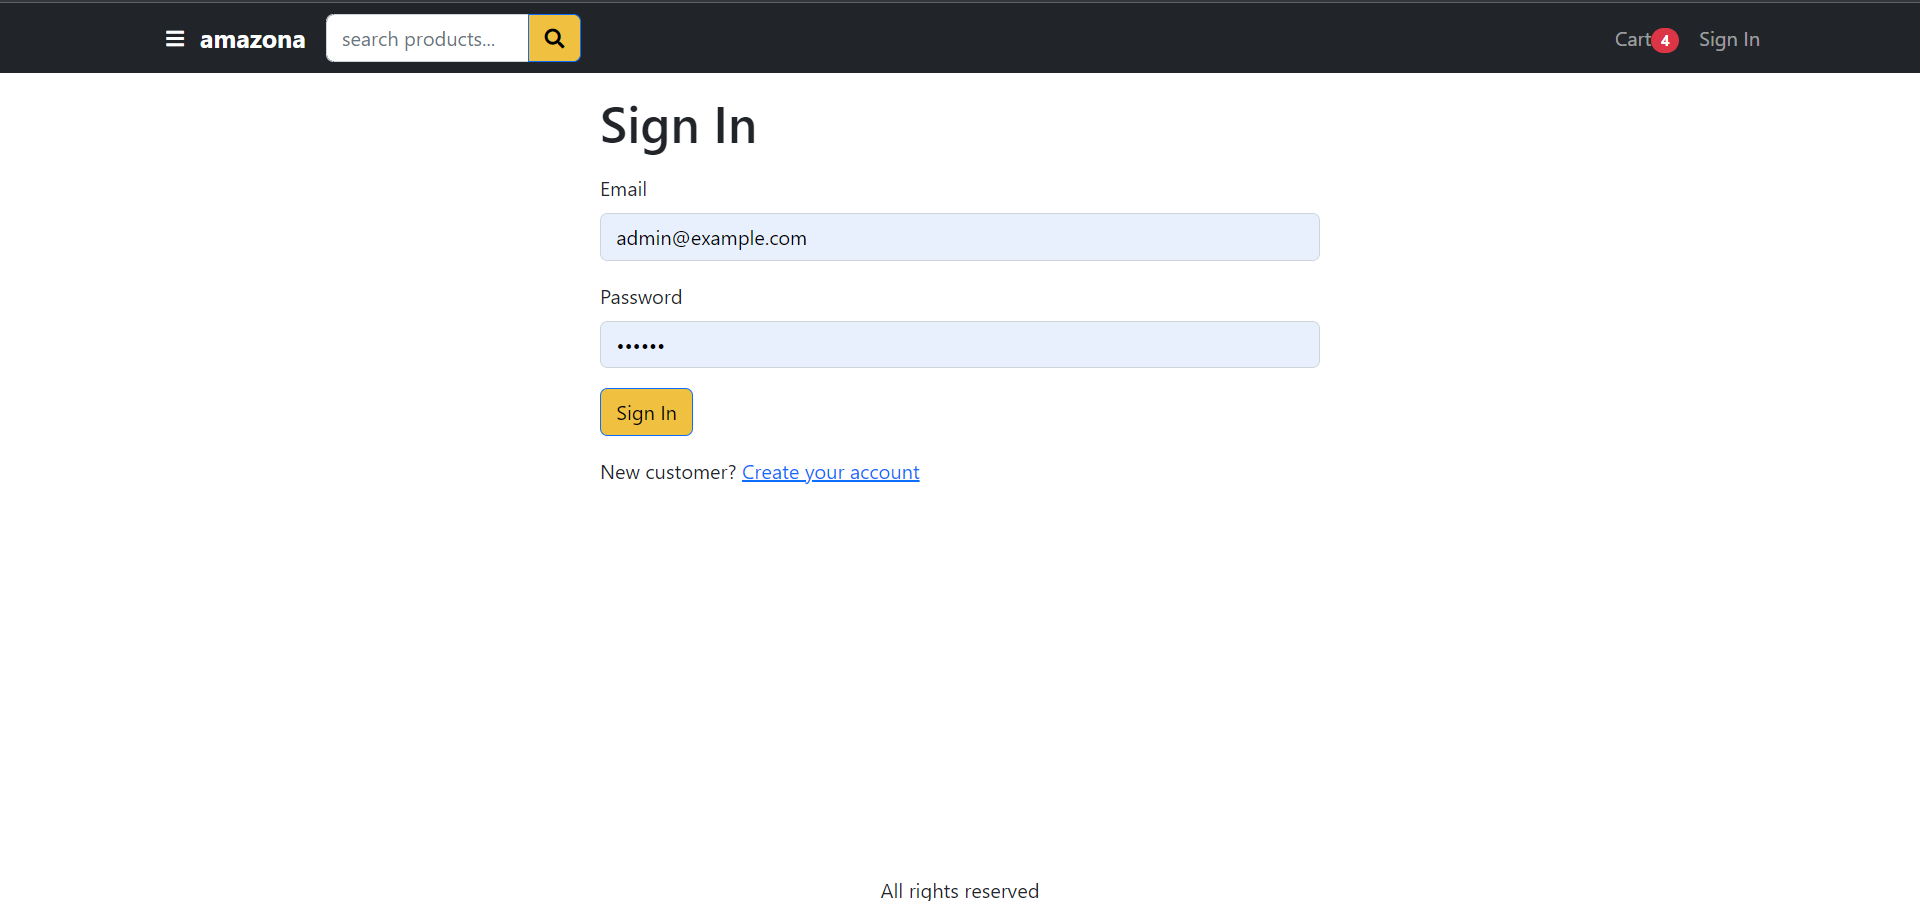 amazona search products... Cart 4 Sign In
Sign In
Email
admin@example.com
Password
••••••
Sign In
New customer? Create your account
All rights reserved